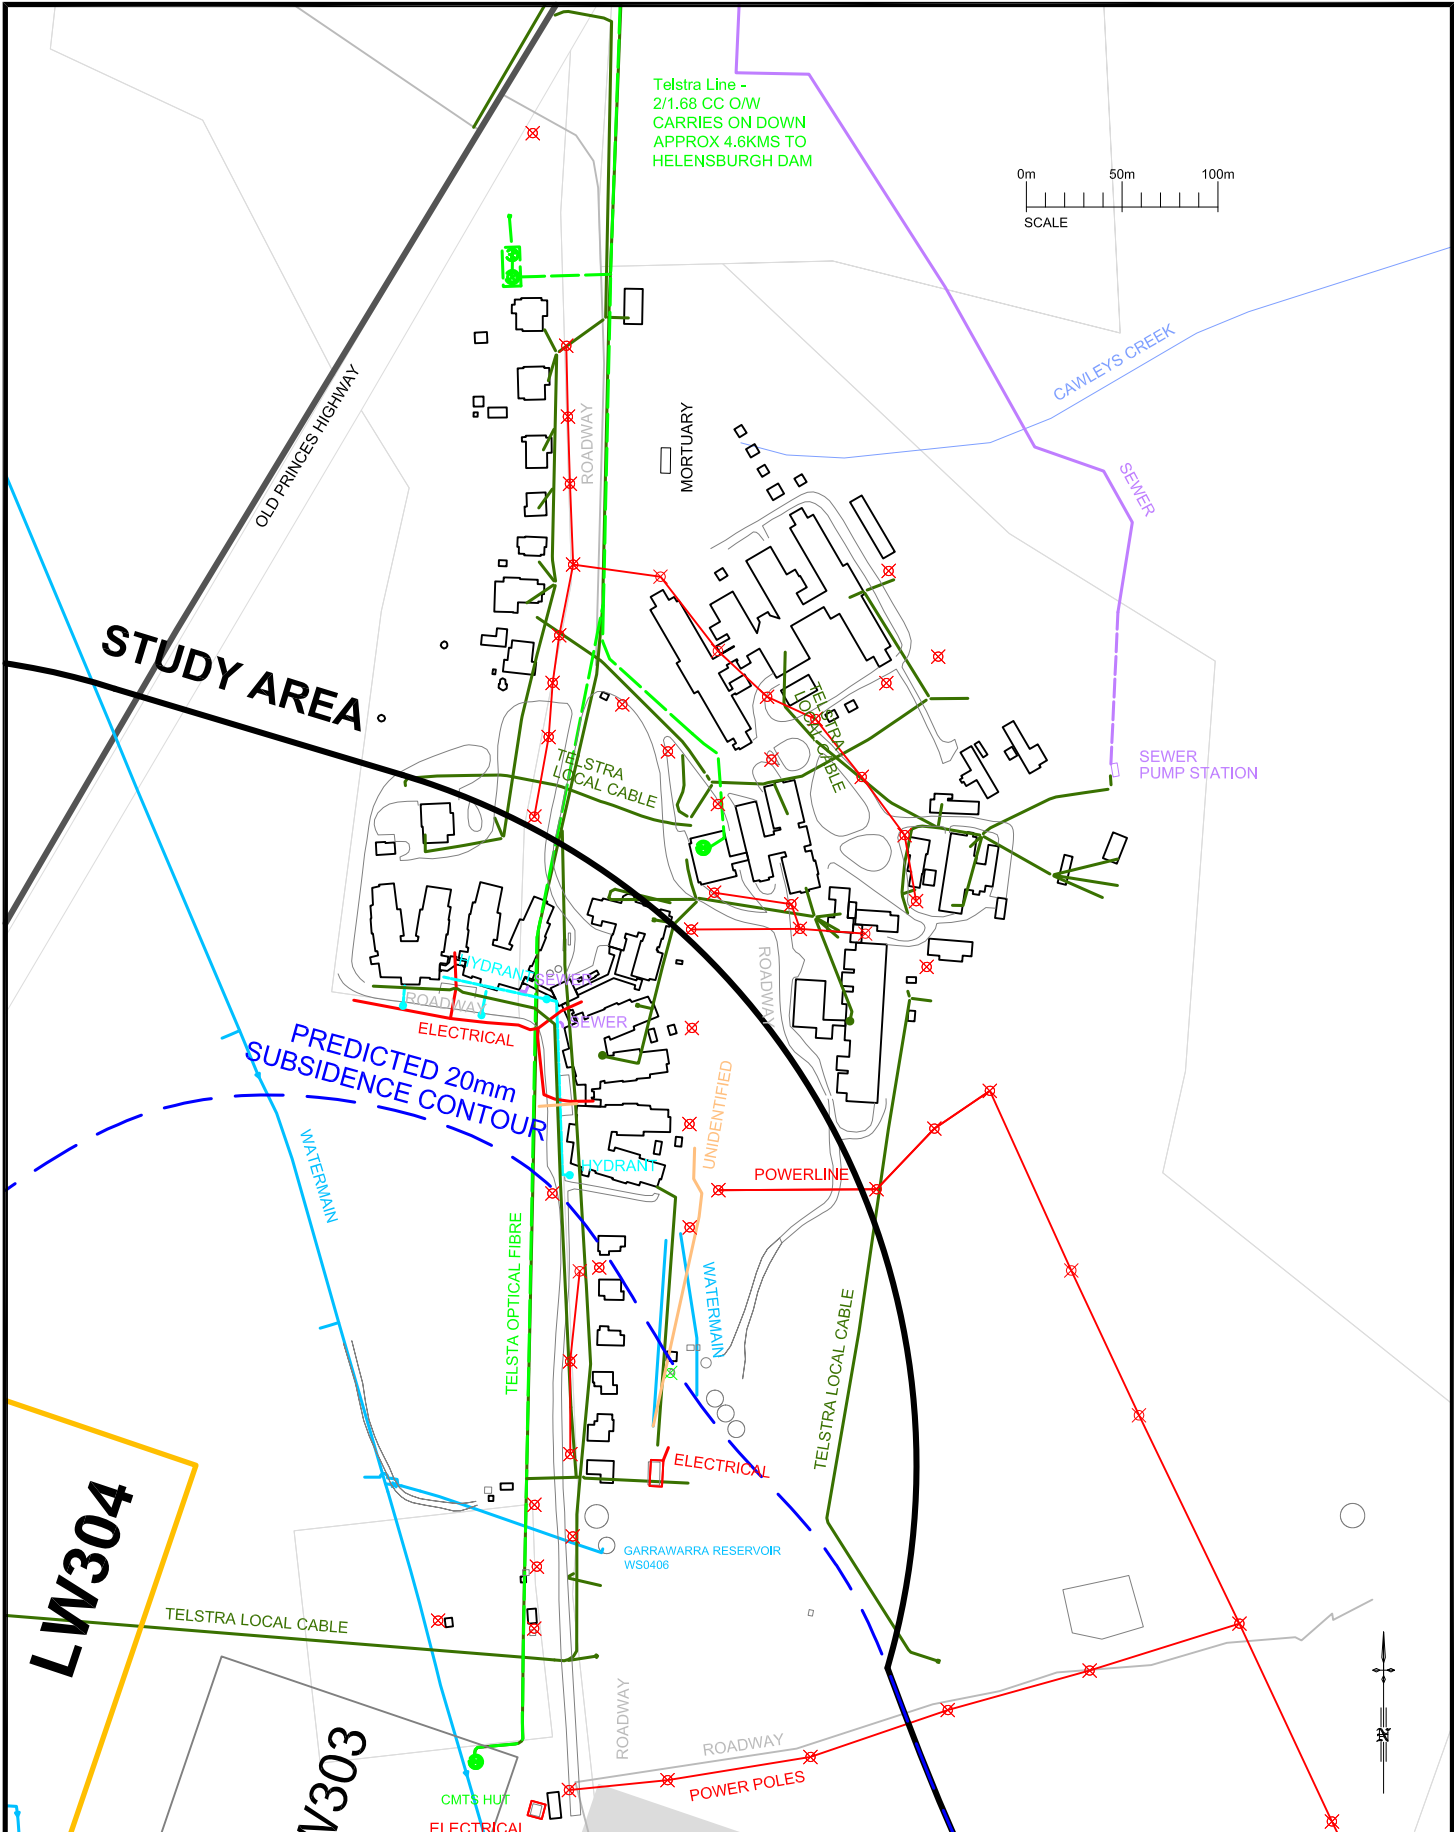 Telstra Line -
2/1.68 CC O/W
CARRIES ON DOWN
APPROX 4.6KMS TO
HELENSBURGH DAM
0m 50m 100m
SCALE
CAWLEYS CREEK
OLD PRINCES HIGHWAY
ROADWAY
MORTUARY
SEWER
STUDY AREA
TELSTRA
LOCAL CABLE
TELSTRA
LOCAL CABLE
SEWER
PUMP STATION
HYDRANT
SEWER
ROADWAY
ROADWAY
SEWER
ELECTRICAL
PREDICTED 20mm
SUBSIDENCE CONTOUR
UNIDENTIFIED
WATERMAIN
HYDRANT
POWERLINE
TELSTA OPTICAL FIBRE
WATERMAIN
TELSTRA LOCAL CABLE
ELECTRICAL
LW304
GARRAWARRA RESERVOIR
WS0406
TELSTRA LOCAL CABLE
ROADWAY
ROADWAY
N
W303
POWER POLES
CMTS HUT
ELECTRICAL